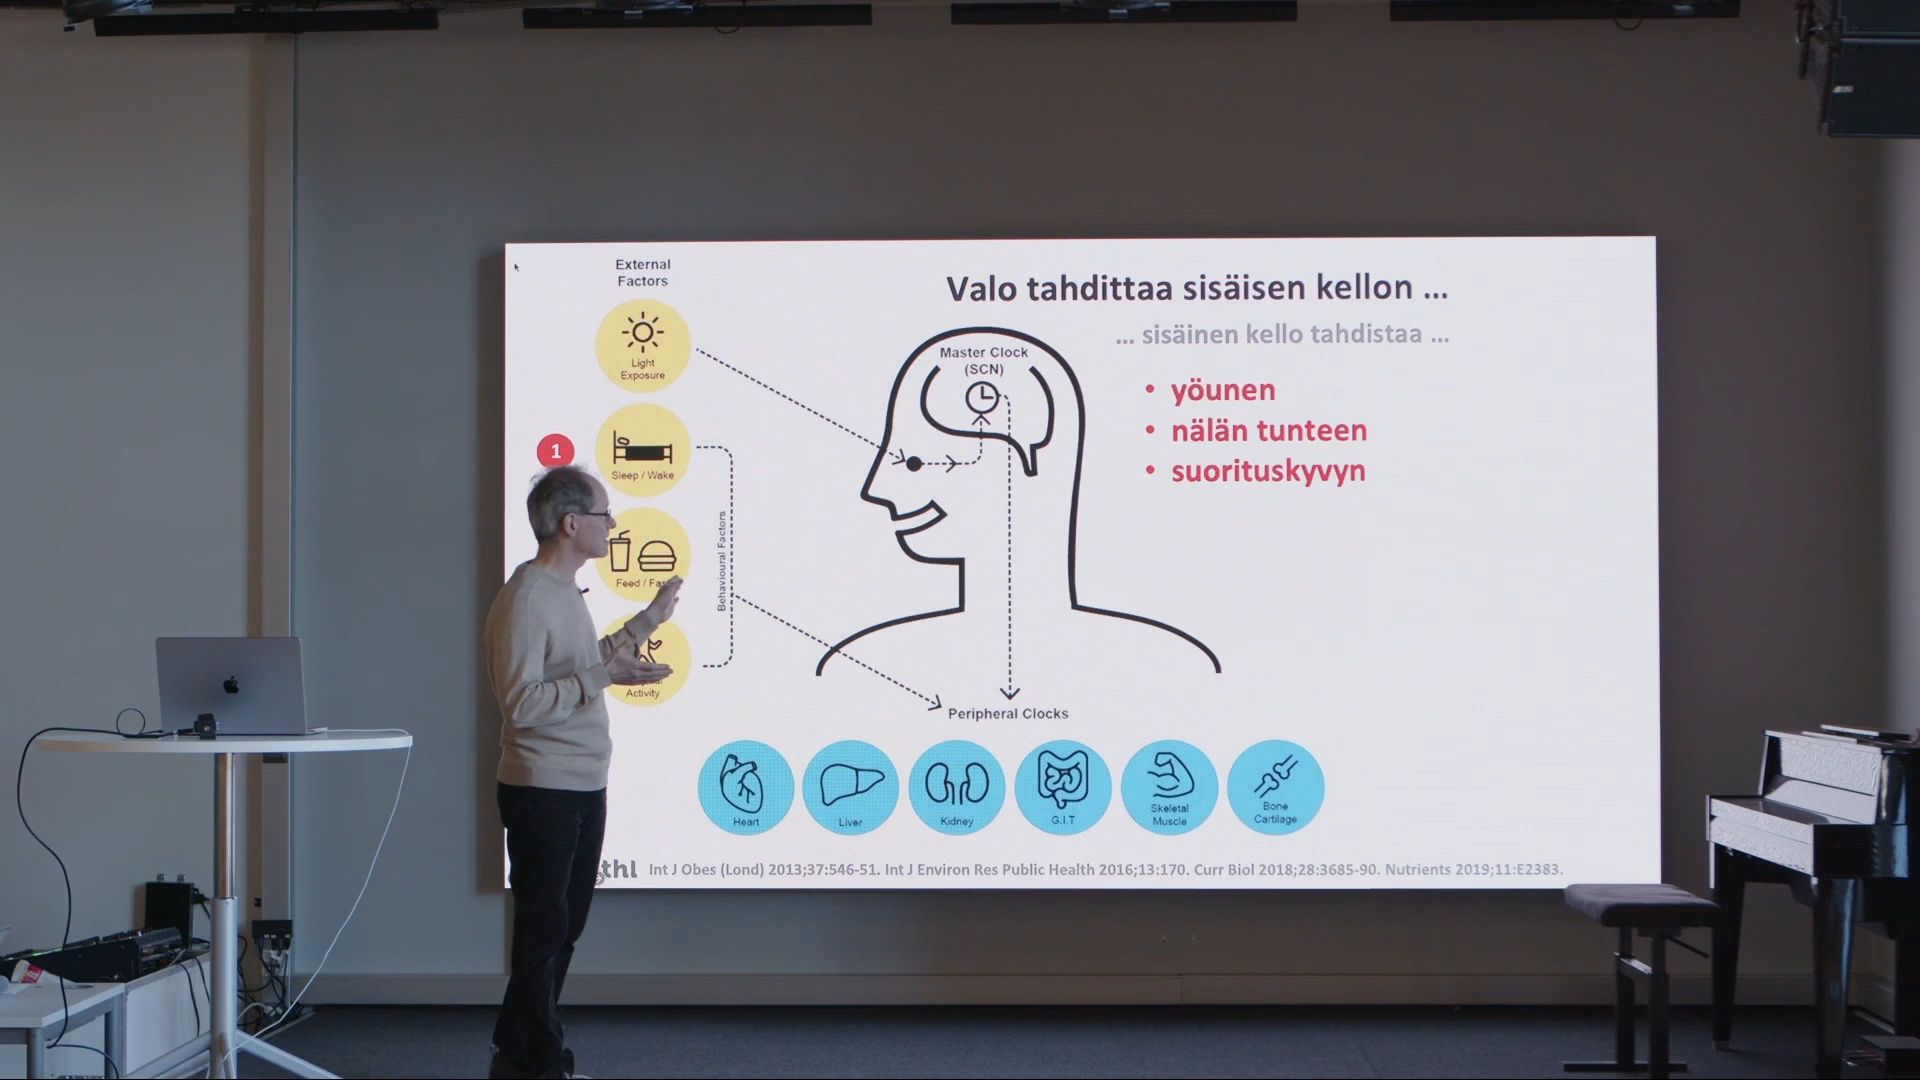 External
Factors
Valo tahdittaa sisäisen kellon ...
... sisäinen kello tahdistaa ...
Light
Exposure
Master Clock
(SCN)
• yöunen
• nälän tunteen
• suorituskyvyn
1
Sleep / Wake
Feed /
Behavioural Factors
Activity
Peripheral Clocks
Heart
Liver
Kidney
G.I.T
Skeletal
Muscle
Bone
Cartilage
thl
Int J Obes (Lond) 2013;37:546-51. Int J Environ Res Public Health 2016;13:170. Curr Biol 2018;28:3685-90. Nutrients 2019;11:E2383.